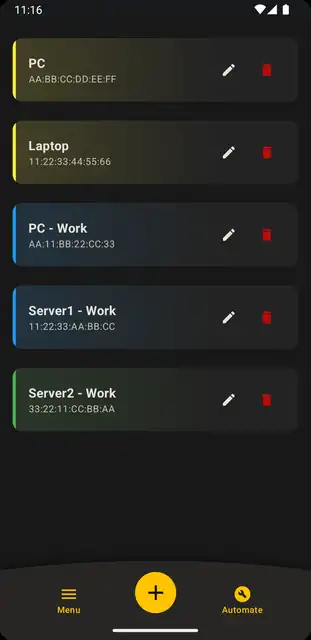 11:16
PC
AA:BB:CC:DD:EE:FF
Laptop
11:22:33:44:55:66
PC - Work
AA:11:BB:22:CC:33
Server1 - Work
11:22:33:AA:BB:CC
Server2 - Work
33:22:11:CC:BB:AA
Menu
Automate